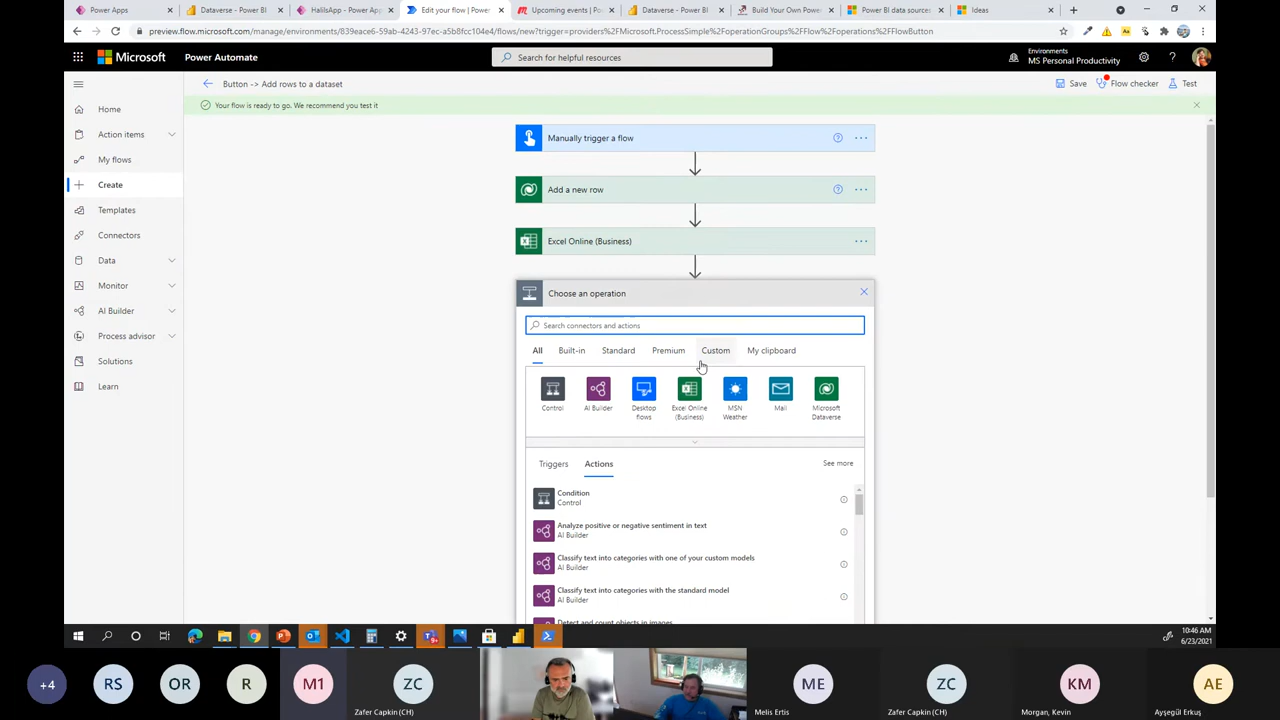 Power Apps
Dataverse - Power BI
HalilsApp - Power Ap
Edit your flow | Power
Upcoming events |
Dataverse - Power BI
Build Your Own Power
Power BI data sources
Ideas
preview.flow.microsoft.com/manage/environments/839eace6-59ab-4243-97ec-a5b8fcc105f4/flows/new?trigger=providers%2FMicrosoft.ProcessSimple%2FoperationGroups%2FFlow%2Foperations%2FFlowButton
Microsoft
Power Automate
Search for helpful resources
Environments
MS Personal Productivity
Button -> Add rows to a dataset
Save
Flow checker
Test
Your flow is ready to go. We recommend you test it
Home
Action items
My flows
Create
Templates
Connectors
Data
Monitor
AI Builder
Process advisor
Solutions
Learn
Manually trigger a flow
Add a new row
Excel Online (Business)
Choose an operation
Search connectors and actions
All
Built-in
Standard
Premium
Custom
My clipboard
Control
AI Builder
Desktop
flows
Excel Online
(Business)
MSN
Weather
Mail
Microsoft
Dataverse
Triggers
Actions
See more
Condition
Control
Analyze positive or negative sentiment in text
AI Builder
Classify text into categories with one of your custom models
AI Builder
Classify text into categories with the standard model
AI Builder
Detect and count objects in images
10:46 AM
6/23/2021
+4
RS
OR
R
M1
ZC
Zafer Capkin (CH)
ME
Melis Ertis
ZC
Zafer Capkin (CH)
KM
Morgan, Kevin
AE
Ayşegül Erkuş